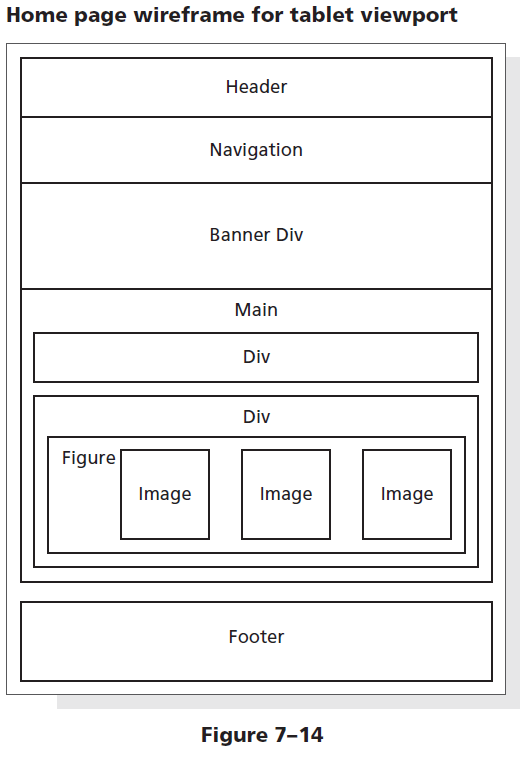 Home page wireframe for tablet viewport
Header
Navigation
Banner Div
Main
Div
Div
Figure
Image Image Image
Footer
Figure 7–14